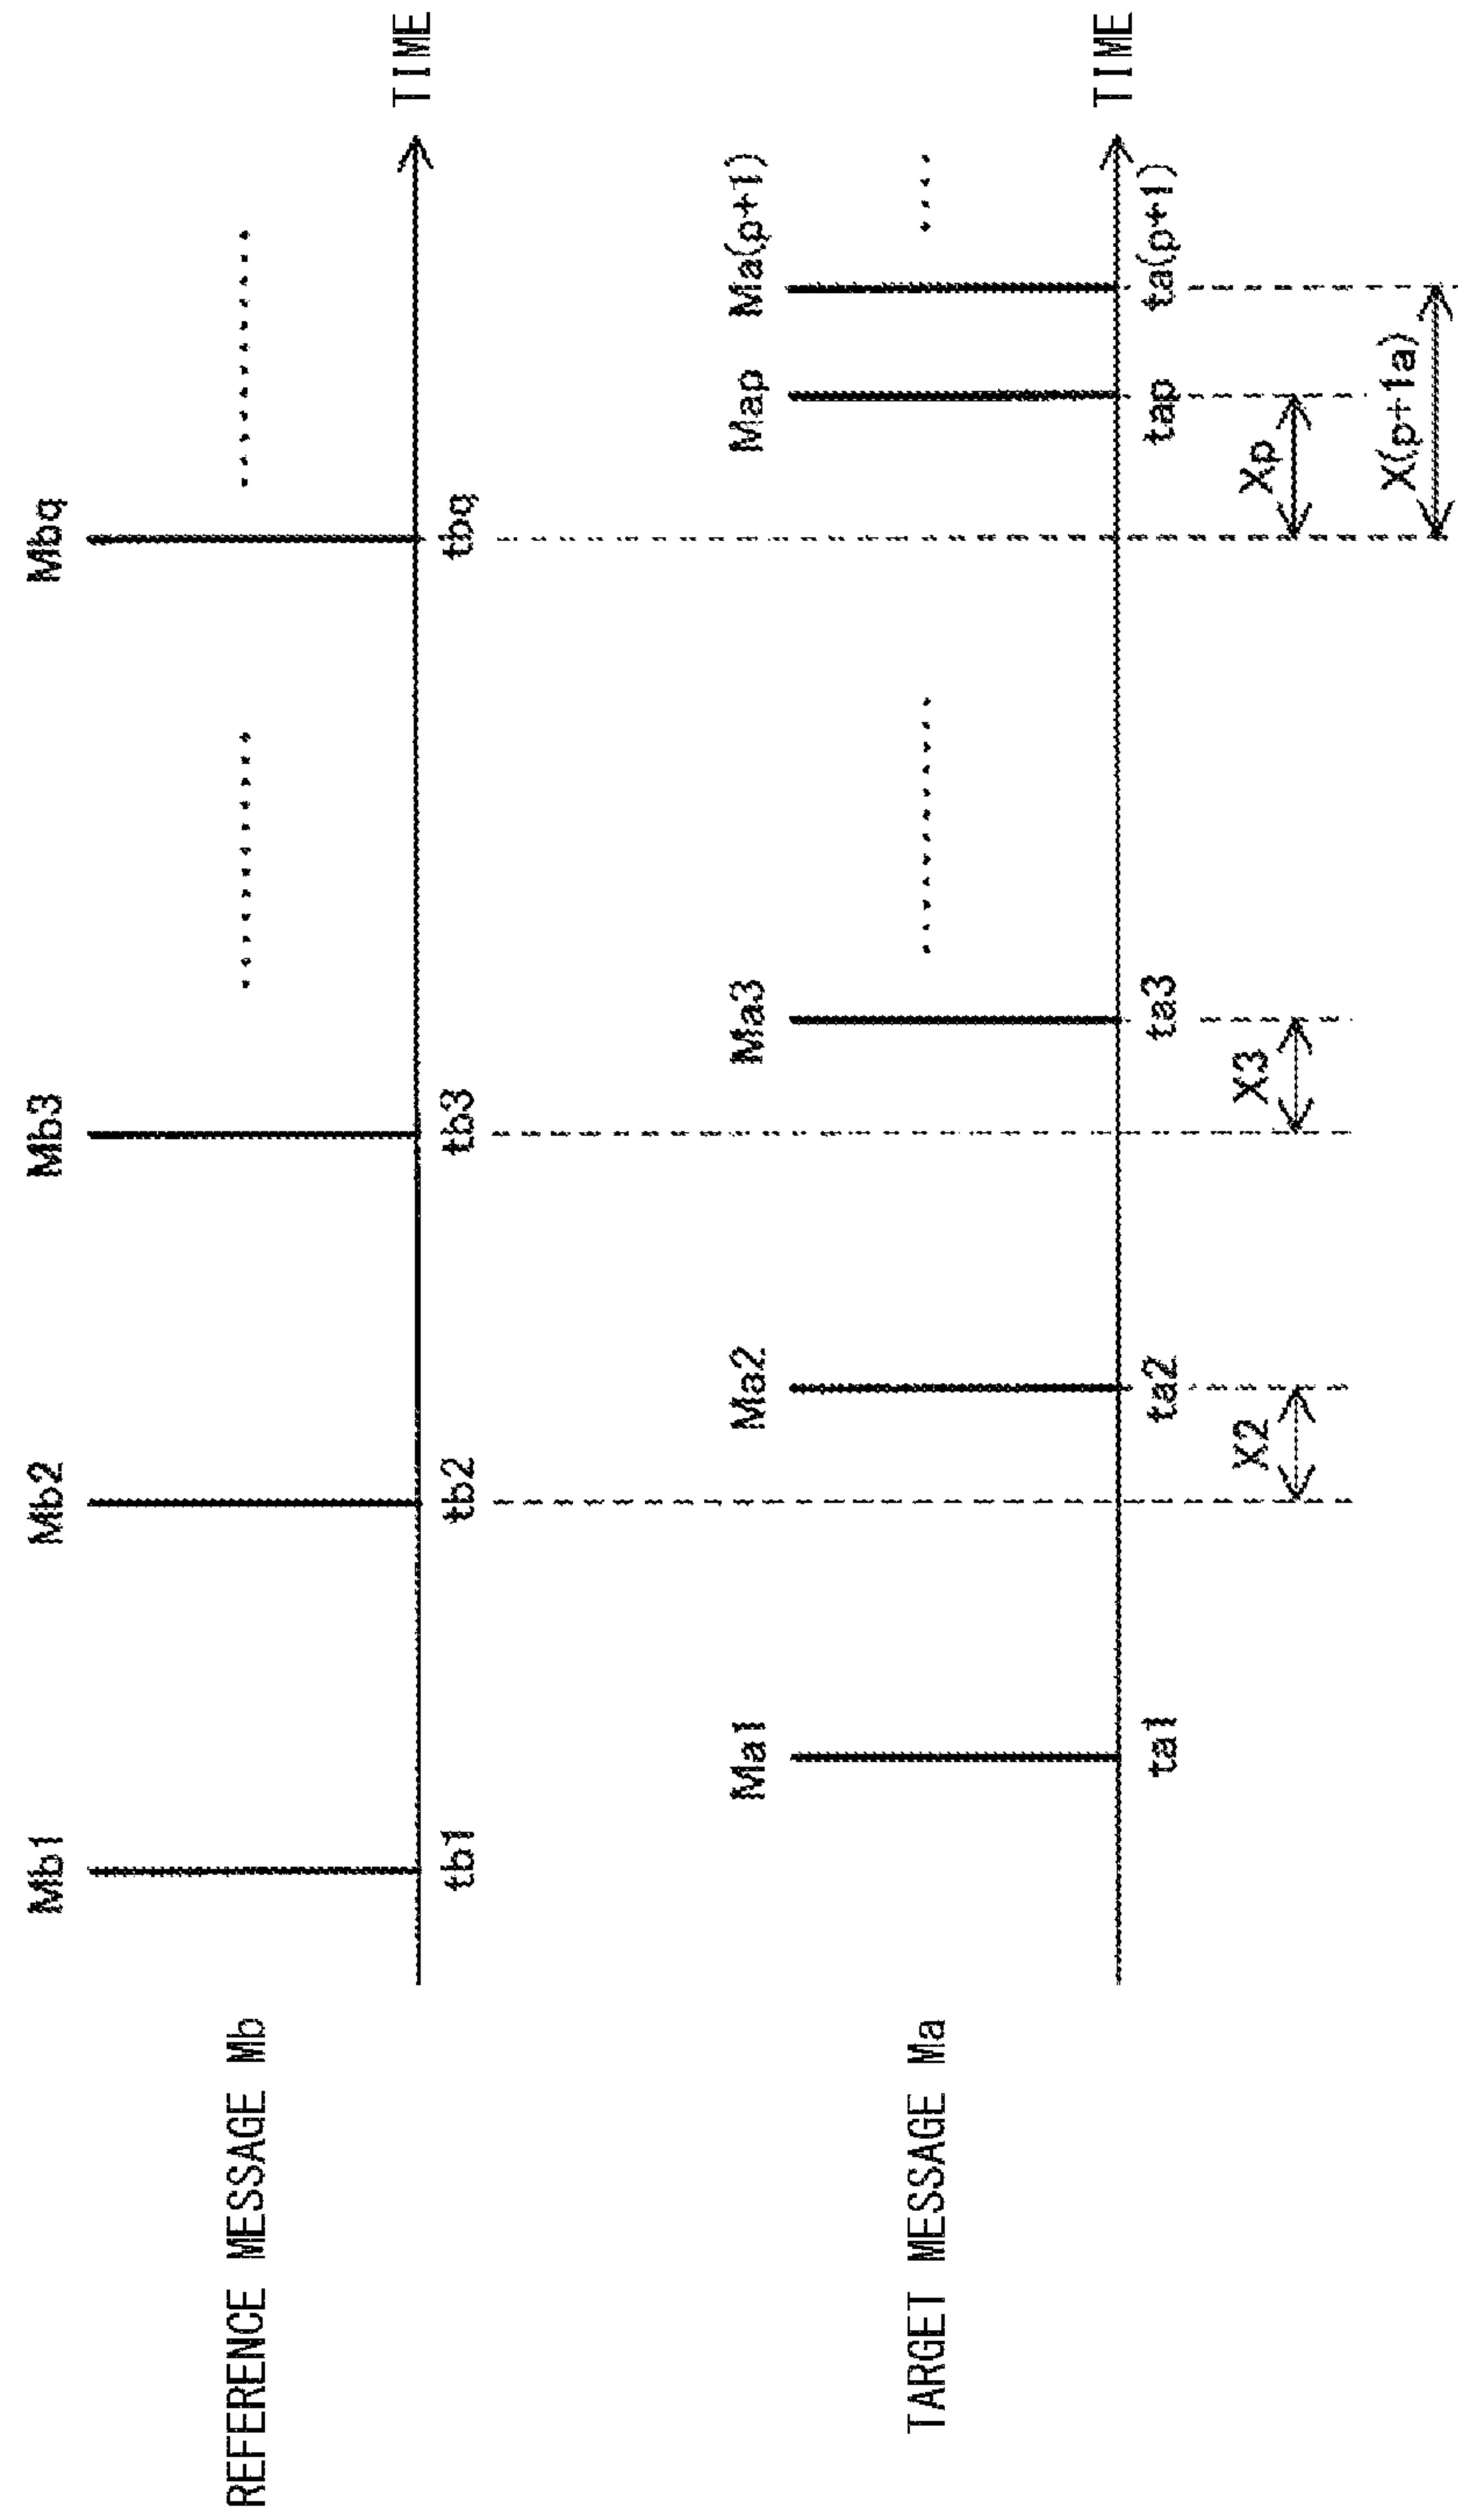 Mb1 Mb2 Mb3 Mbq
REFERENCE MESSAGE Mb
TIME
tb1 tb2 tb3 tbq
Ma1 Ma2 Ma3 Map Ma(p+1)
TARGET MESSAGE Ma
TIME
ta1 ta2 ta3 tap ta(p+1)
X2 X3 Xp
X(p+1a)